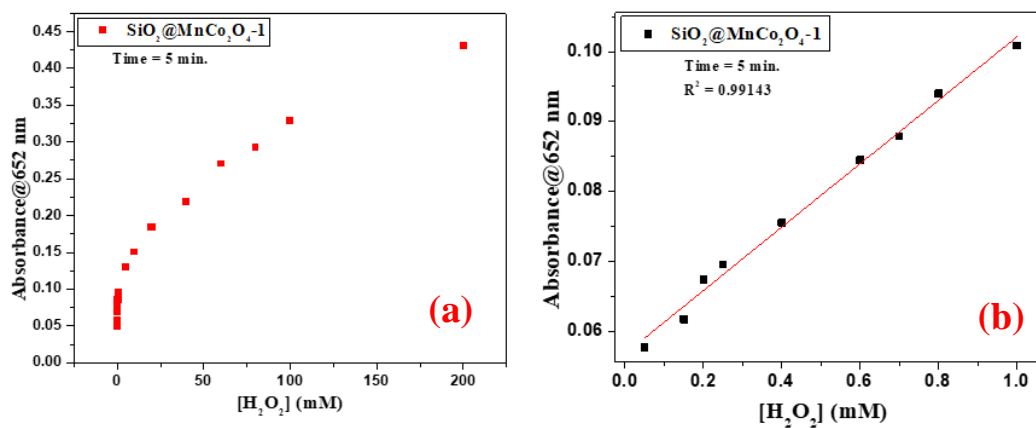 SiO₂@MnCo₂O₄-1
Time = 5 min.
0.45
0.40
0.35
0.30
0.25
0.20
0.15
0.10
0.05
0.00
Absorbance@652 nm
0
50
100
150
200
[H₂O₂] (mM)
(a)
SiO₂@MnCo₂O₄-1
Time = 5 min.
R² = 0.99143
0.10
0.09
0.08
0.07
0.06
Absorbance@652 nm
0.0
0.2
0.4
0.6
0.8
1.0
[H₂O₂] (mM)
(b)